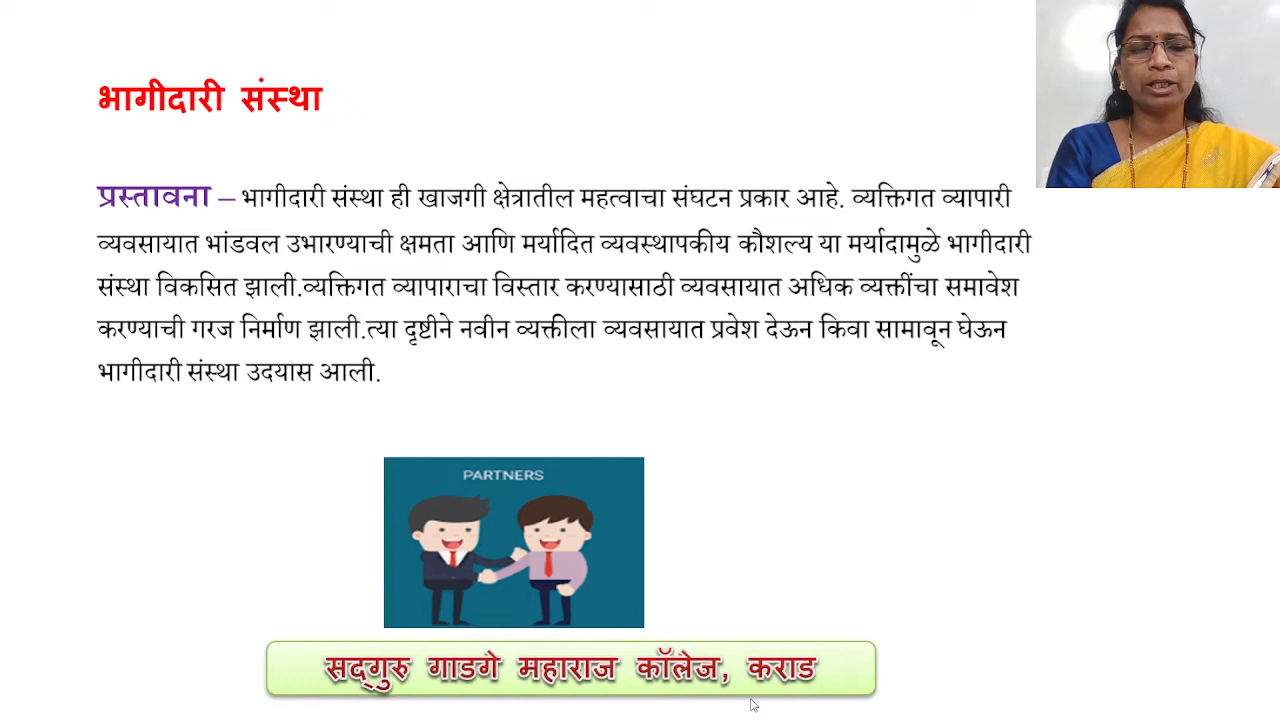 भागीदारी संस्था
प्रस्तावना – भागीदारी संस्था ही खाजगी क्षेत्रातील महत्वाचा संघटन प्रकार आहे. व्यक्तिगत व्यापारी
व्यवसायात भांडवल उभारण्याची क्षमता आणि मर्यादित व्यवस्थापकीय कौशल्य या मर्यादामुळे भागीदारी
संस्था विकसित झाली.व्यक्तिगत व्यापाराचा विस्तार करण्यासाठी व्यवसायात अधिक व्यक्तींचा समावेश
करण्याची गरज निर्माण झाली.त्या दृष्टीने नवीन व्यक्तीला व्यवसायात प्रवेश देऊन किवा सामावून घेऊन
भागीदारी संस्था उदयास आली.
PARTNERS
सद्‌गुरु गाडगे महाराज कॉलेज, कराड